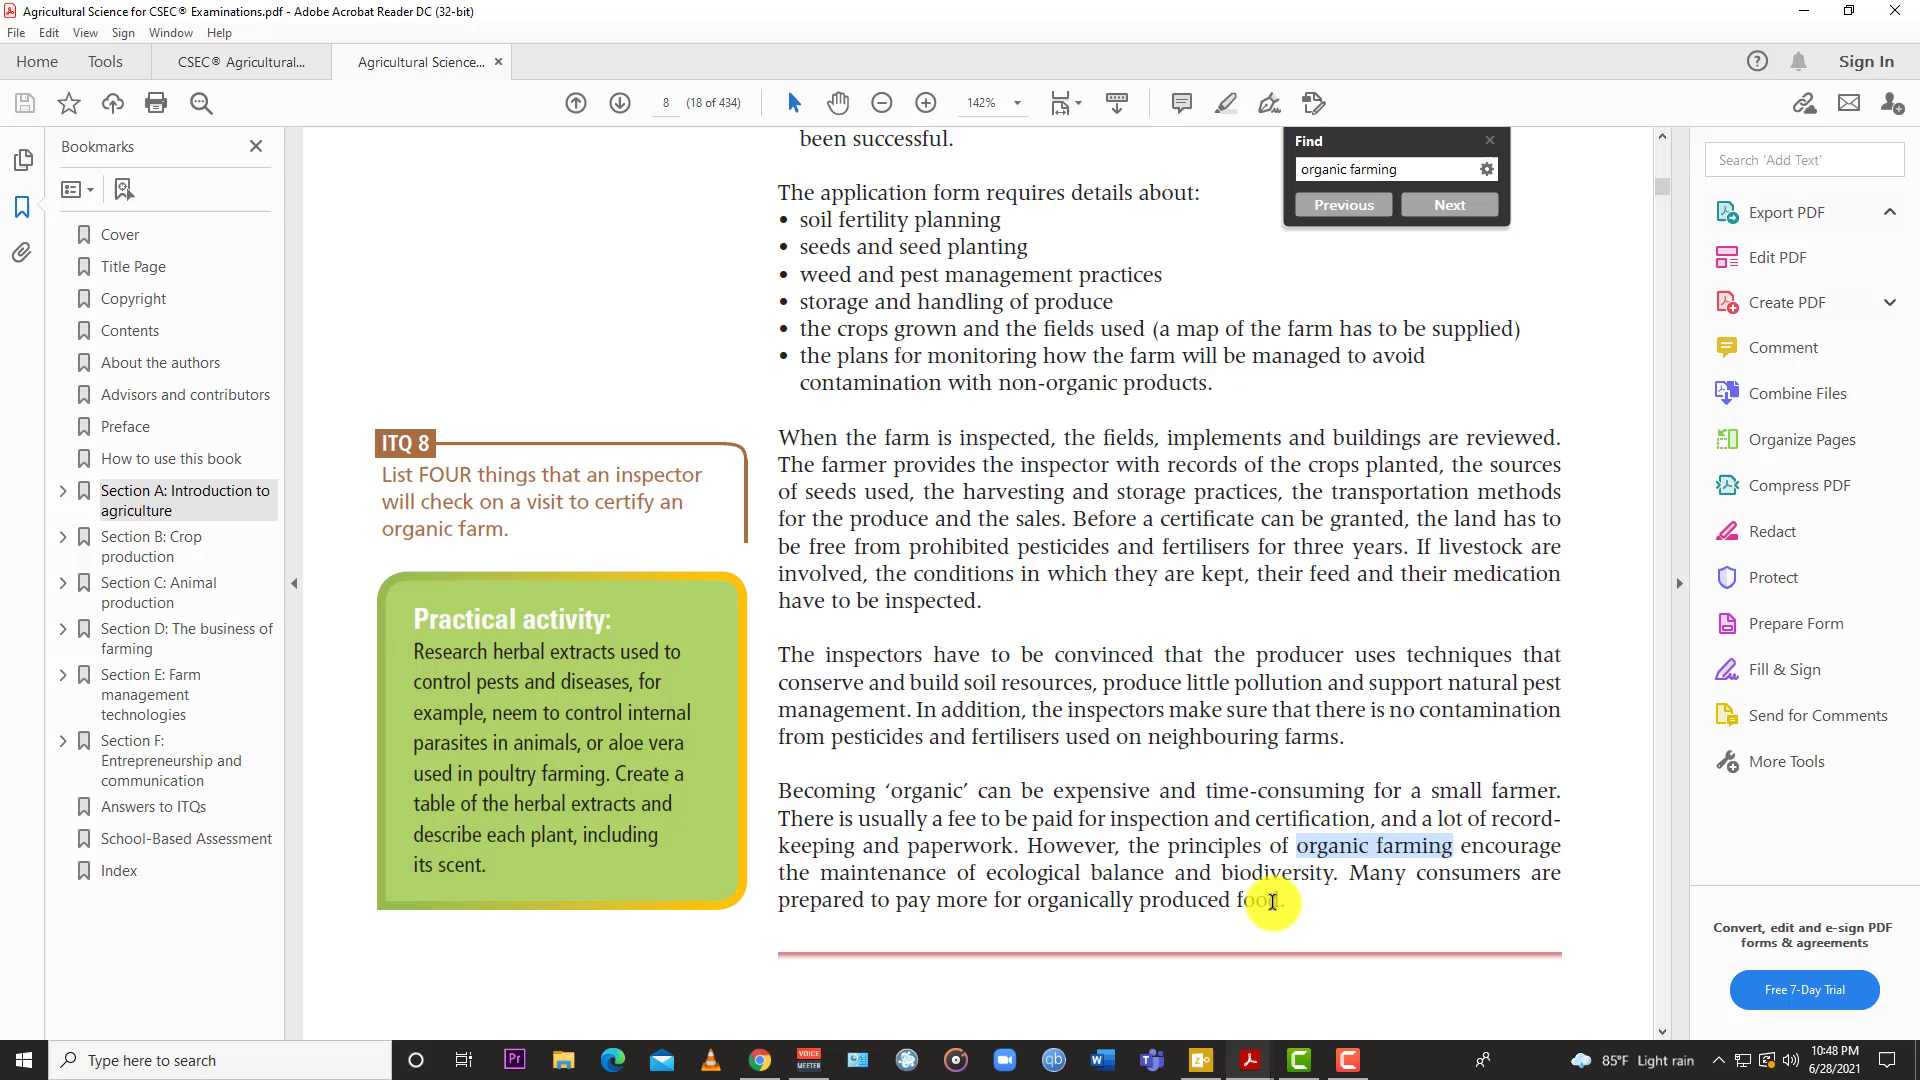 Agricultural Science for CSEC® Examinations.pdf - Adobe Acrobat Reader DC (32-bit)
File Edit View Sign Window Help
Home Tools CSEC® Agricultural... Agricultural Science... Sign In
8 (18 of 434) 142%
Bookmarks
Cover
Title Page
Copyright
Contents
About the authors
Advisors and contributors
Preface
How to use this book
Section A: Introduction to
agriculture
Section B: Crop
production
Section C: Animal
production
Section D: The business of
farming
Section E: Farm
management
technologies
Section F:
Entrepreneurship and
communication
Answers to ITQs
School-Based Assessment
Index
been successful.
The application form requires details about:
• soil fertility planning
• seeds and seed planting
• weed and pest management practices
• storage and handling of produce
• the crops grown and the fields used (a map of the farm has to be supplied)
• the plans for monitoring how the farm will be managed to avoid
contamination with non-organic products.
ITQ 8
List FOUR things that an inspector
will check on a visit to certify an
organic farm.
When the farm is inspected, the fields, implements and buildings are reviewed.
The farmer provides the inspector with records of the crops planted, the sources
of seeds used, the harvesting and storage practices, the transportation methods
for the produce and the sales. Before a certificate can be granted, the land has to
be free from prohibited pesticides and fertilisers for three years. If livestock are
involved, the conditions in which they are kept, their feed and their medication
have to be inspected.
Practical activity:
Research herbal extracts used to
control pests and diseases, for
example, neem to control internal
parasites in animals, or aloe vera
used in poultry farming. Create a
table of the herbal extracts and
describe each plant, including
its scent.
The inspectors have to be convinced that the producer uses techniques that
conserve and build soil resources, produce little pollution and support natural pest
management. In addition, the inspectors make sure that there is no contamination
from pesticides and fertilisers used on neighbouring farms.
Becoming ‘organic’ can be expensive and time-consuming for a small farmer.
There is usually a fee to be paid for inspection and certification, and a lot of record-
keeping and paperwork. However, the principles of organic farming encourage
the maintenance of ecological balance and biodiversity. Many consumers are
prepared to pay more for organically produced food.
Find
organic farming
Previous Next
Search 'Add Text'
Export PDF
Edit PDF
Create PDF
Comment
Combine Files
Organize Pages
Compress PDF
Redact
Protect
Prepare Form
Fill & Sign
Send for Comments
More Tools
Convert, edit and e-sign PDF
forms & agreements
Free 7-Day Trial
Type here to search
Pr
VOICE
MEETER
qb
85°F Light rain
10:48 PM
6/28/2021